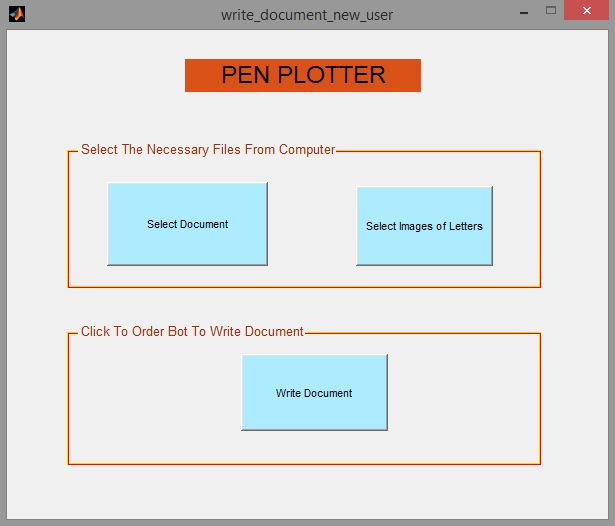 write_document_new_user
PEN PLOTTER
Select The Necessary Files From Computer
Select Document
Select Images of Letters
Click To Order Bot To Write Document
Write Document